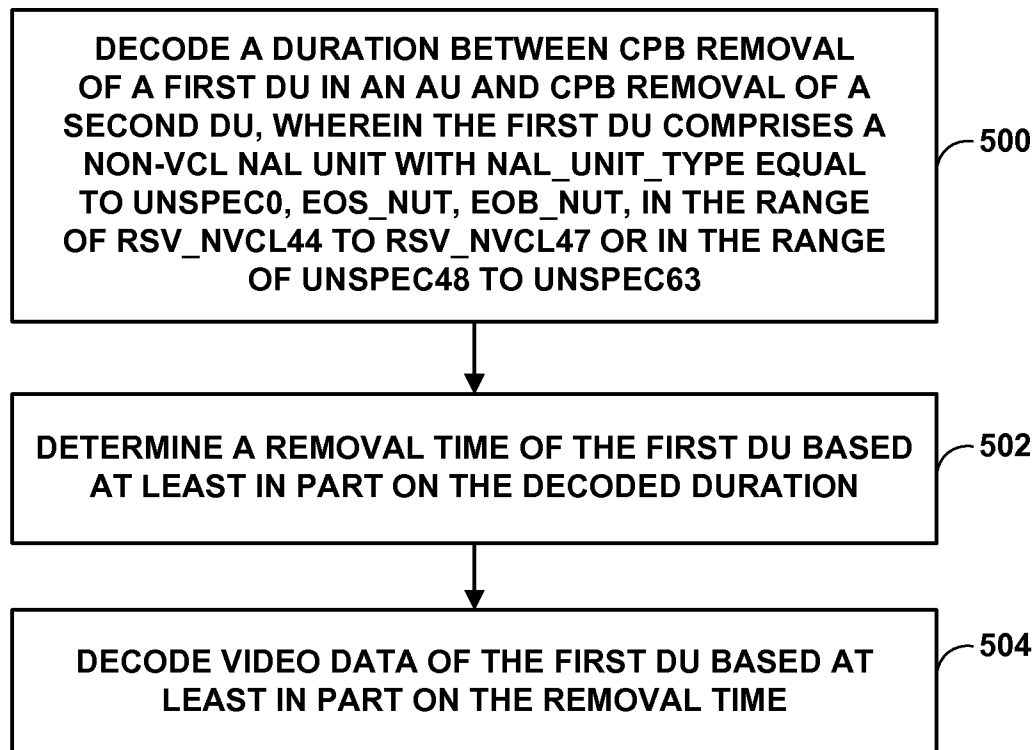 DECODE A DURATION BETWEEN CPB REMOVAL
OF A FIRST DU IN AN AU AND CPB REMOVAL OF A
SECOND DU, WHEREIN THE FIRST DU COMPRISES A
NON-VCL NAL UNIT WITH NAL_UNIT_TYPE EQUAL
TO UNSPEC0, EOS_NUT, EOB_NUT, IN THE RANGE
OF RSV_NVCL44 TO RSV_NVCL47 OR IN THE RANGE
OF UNSPEC48 TO UNSPEC63
500
DETERMINE A REMOVAL TIME OF THE FIRST DU BASED
AT LEAST IN PART ON THE DECODED DURATION
502
DECODE VIDEO DATA OF THE FIRST DU BASED AT
LEAST IN PART ON THE REMOVAL TIME
504